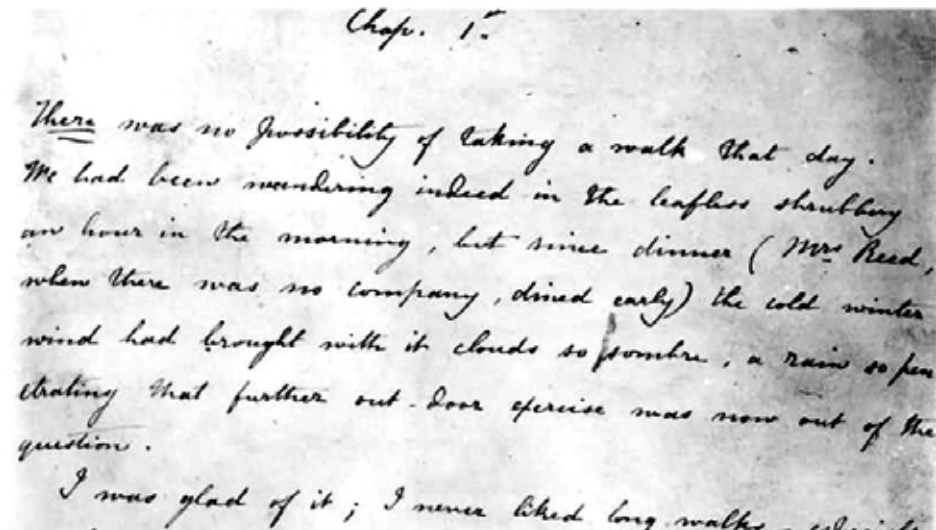 Chap. 1st
There was no possibility of taking a walk that day.
We had been wandering indeed in the leafless shrubbery
an hour in the morning, but since dinner (Mrs Reed,
when there was no company, dined early) the cold winter
wind had brought with it clouds so sombre, a rain so pen
etrating that further out-door exercise was now out of the
question.
I was glad of it; I never liked long walks